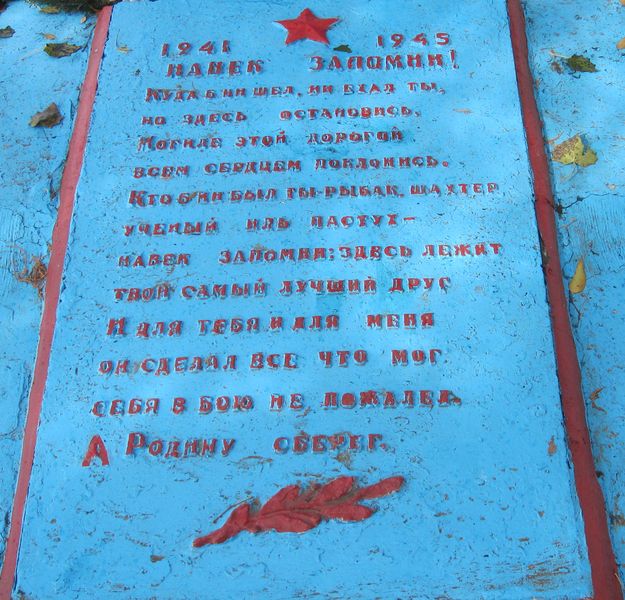 1941 1945
НАВЕК ЗАПОМНИ!
КУДА Б НИ ШЕЛ, НИ ЕХАЛ ТЫ,
НО ЗДЕСЬ ОСТАНОВИСЬ,
МОГИЛЕ ЭТОЙ ДОРОГОЙ
ВСЕМ СЕРДЦЕМ ПОКЛОНИСЬ.
КТО Б НИ БЫЛ ТЫ-РЫБАК, ШАХТЕР
УЧЕНЫЙ ИЛЬ ПАСТУХ-
НАВЕК ЗАПОМНИ: ЗДЕСЬ ЛЕЖИТ
ТВОЙ САМЫЙ ЛУЧШИЙ ДРУГ
И ДЛЯ ТЕБЯ И ДЛЯ МЕНЯ
ОН СДЕЛАЛ ВСЕ ЧТО МОГ.
СЕБЯ В БОЮ НЕ ПОЖАЛЕЛ.
А РОДИНУ СБЕРЕГ.